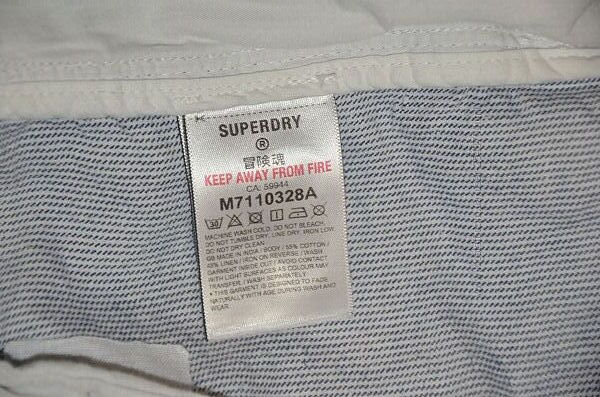 SUPERDRY
®
冒険魂
KEEP AWAY FROM FIRE
CA: 59944
M7110328A
30
MACHINE WASH COLD, DO NOT BLEACH,
DO NOT TUMBLE DRY, LINE DRY, IRON LOW,
DO NOT DRY CLEAN
GB MADE IN INDIA / BODY / 55% COTTON /
45% LINEN / IRON ON REVERSE / WASH
GARMENT INSIDE OUT / AVOID CONTACT
WITH LIGHT SURFACES AS COLOUR MAY
TRANSFER. / WASH SEPARATELY
• THIS GARMENT IS DESIGNED TO FADE
NATURALLY WITH AGE DURING WASH AND
WEAR.